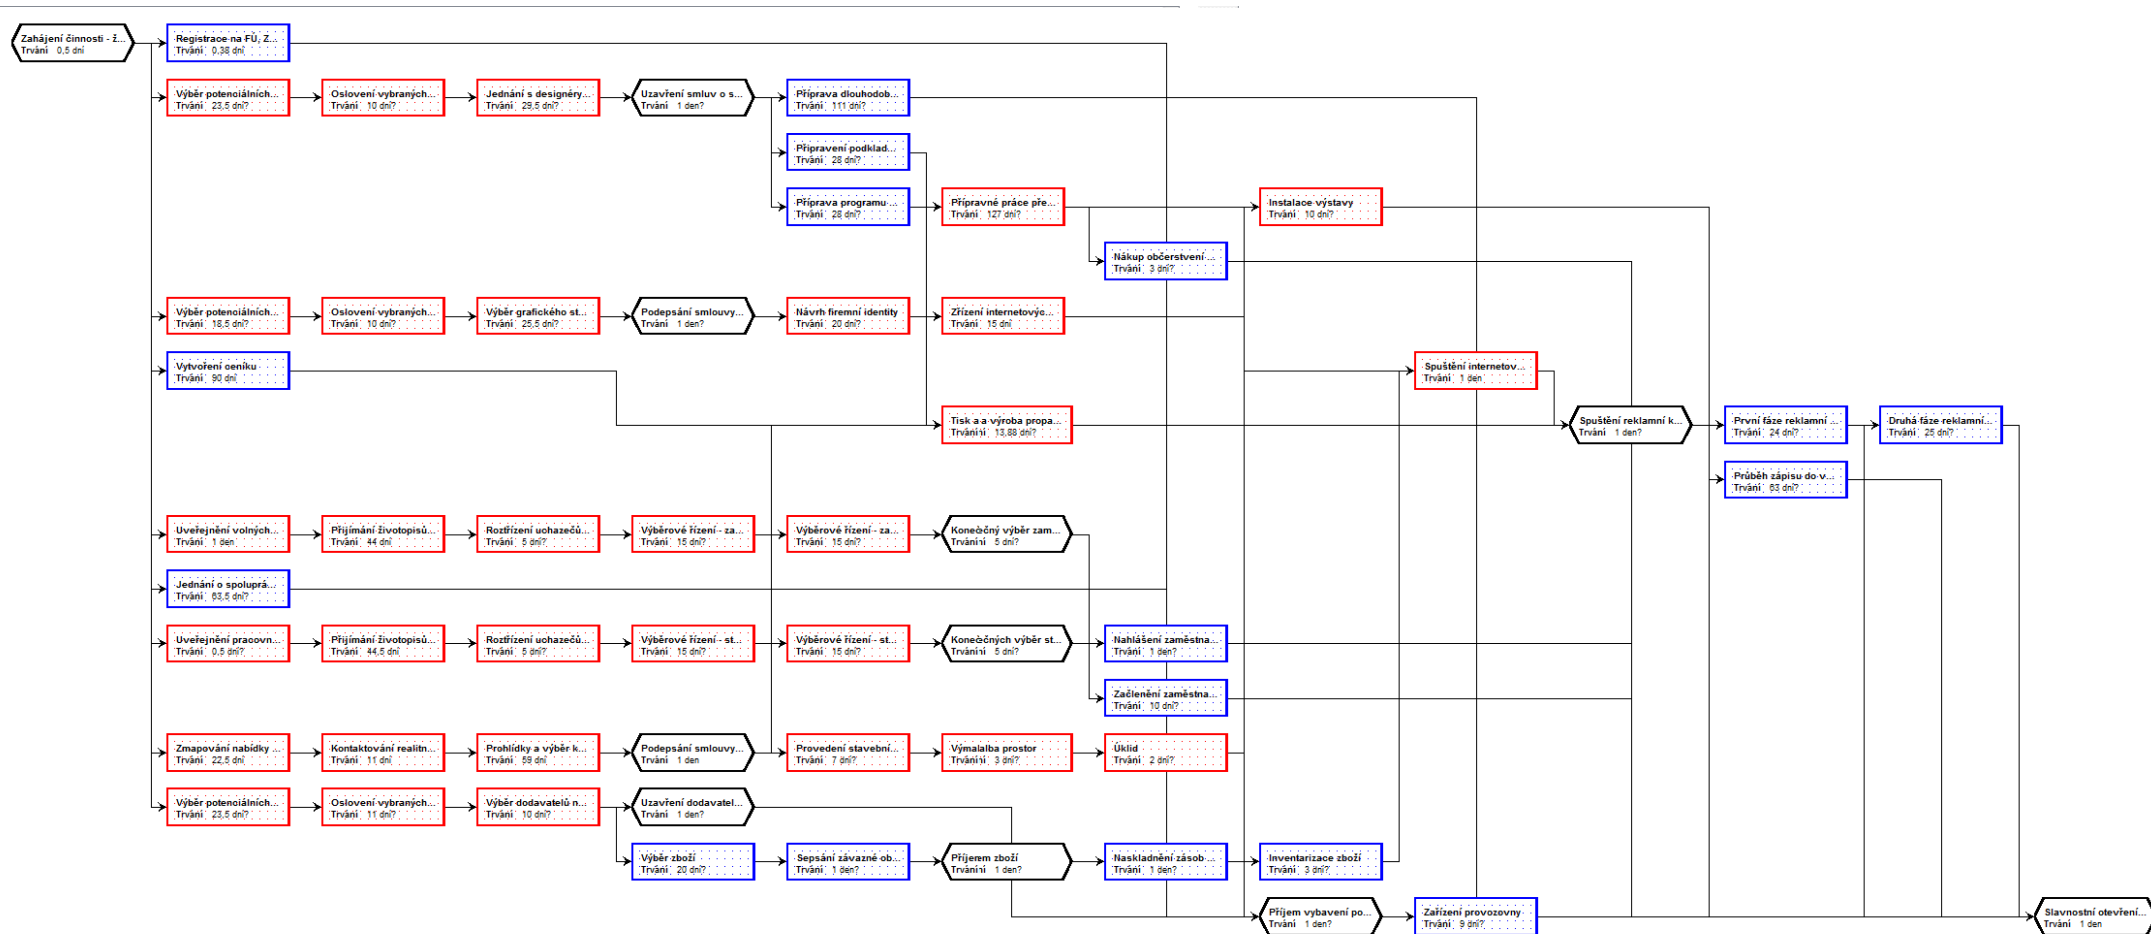 Zahájení činnosti - ž...
Trvání 0,5 dní
Registrace na FÚ, Z...
Trvání 0,38 dní
Výběr potenciálních...
Trvání 23,5 dní?
Oslovení vybraných...
Trvání 10 dní?
Jednání s designéry...
Trvání 29,5 dní?
Uzavření smluv o s...
Trvání 1 den?
Příprava dlouhodob...
Trvání 111 dní?
Připravení podklad...
Trvání 28 dní?
Příprava programu...
Trvání 28 dní?
Přípravné práce pře...
Trvání 127 dní?
Instalace výstavy
Trvání 10 dní?
Nákup občerstvení ...
Trvání 3 dní?
Výběr potenciálních...
Trvání 18,5 dní?
Oslovení vybraných...
Trvání 10 dní?
Výběr grafického st...
Trvání 25,5 dní?
Podepsání smlouvy...
Trvání 1 den?
Návrh firemní identity
Trvání 20 dní?
Zřízení internetovýc...
Trvání 15 dní
Vytvoření ceníku
Trvání 90 dní
Spuštění internetov...
Trvání 1 den
Tisk a a výroba propa...
Trváníní 13,88 dní?
Spuštění reklamní k...
Trvání 1 den?
První fáze reklamní ...
Trvání 24 dní?
Druhá fáze reklamní...
Trvání 25 dní?
Průběh zápisu do v...
Trvání 63 dní?
Uveřejnění volných...
Trvání 1 den
Přijímání životopisů...
Trvání 44 dní
Roztřízení uchazečů...
Trvání 5 dní?
Výběrové řízení - za...
Trvání 15 dní?
Výběrové řízení - za...
Trvání 15 dní?
Konečný výběr zam...
Trvání 5 dní?
Jednání o spoluprá...
Trvání 63,5 dní?
Uveřejnění pracovn...
Trvání 0,5 dní?
Přijímání životopisů...
Trvání 44,5 dní
Roztřízení uchazečů...
Trvání 5 dní?
Výběrové řízení - st...
Trvání 15 dní?
Výběrové řízení - st...
Trvání 15 dní?
Konečných výběr st...
Trvání 5 dní?
Nahlášení zaměstna...
Trvání 1 den?
Začlenění zaměstna...
Trvání 10 dní?
Zmapování nabídky ...
Trvání 22,5 dní
Kontaktování realitn...
Trvání 11 dní
Prohlídky a výběr k...
Trvání 59 dní
Podepsání smlouvy...
Trvání 1 den
Provedení stavební...
Trvání 7 dní?
Výmalalba prostor
Trváníní 3 dní?
Úklid
Trvání 2 dní?
Výběr potenciálních...
Trvání 23,5 dní?
Oslovení vybraných...
Trvání 11 dní?
Výběr dodavatelů n...
Trvání 10 dní?
Uzavření dodavatel...
Trvání 1 den?
Výběr zboží
Trvání 20 dní?
Sepsání závazné ob...
Trvání 1 den?
Příjem zboží
Trvání 1 den?
Naskladnění zásob ...
Trvání 1 den?
Inventarizace zboží
Trvání 3 dní?
Příjem vybavení po...
Trvání 1 den?
Zařízení provozovny
Trvání 9 dní?
Slavnostní otevření...
Trvání 1 den